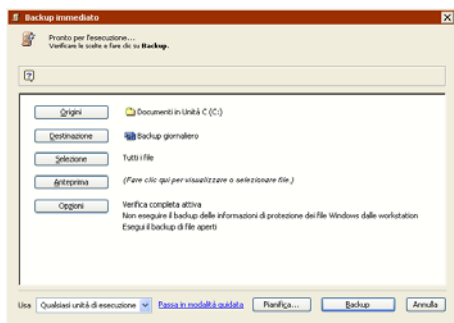 Backup immediato
Pronto per l'esecuzione...
Verificare le scelte e fare clic su Backup.
Origini
Documenti in Unità C (C:)
Destinazione
Backup giornaliero
Selezione
Tutti i file
Anteprima
(Fare clic qui per visualizzare o selezionare file.)
Opzioni
Verifica completa attiva
Non eseguire il backup delle informazioni di protezione dei file Windows dalle workstation
Esegui il backup di file aperti
Usa Qualsiasi unità di esecuzione Passa in modalità guidata Pianifica... Backup Annulla